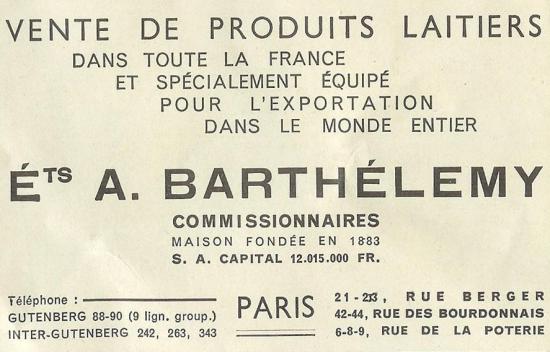 VENTE DE PRODUITS LAITIERS
DANS TOUTE LA FRANCE
ET SPÉCIALEMENT ÉQUIPÉ
POUR L'EXPORTATION
DANS LE MONDE ENTIER
ÉTS A. BARTHÉLEMY
COMMISSIONNAIRES
MAISON FONDÉE EN 1883
S. A. CAPITAL 12.015.000 FR.
Téléphone :
GUTENBERG 88-90 (9 lign. group.)
INTER-GUTENBERG 242, 263, 343
PARIS
RUE BERGER
42-44, RUE DES BOURDONNAIS
6-8-9, RUE DE LA POTERIE